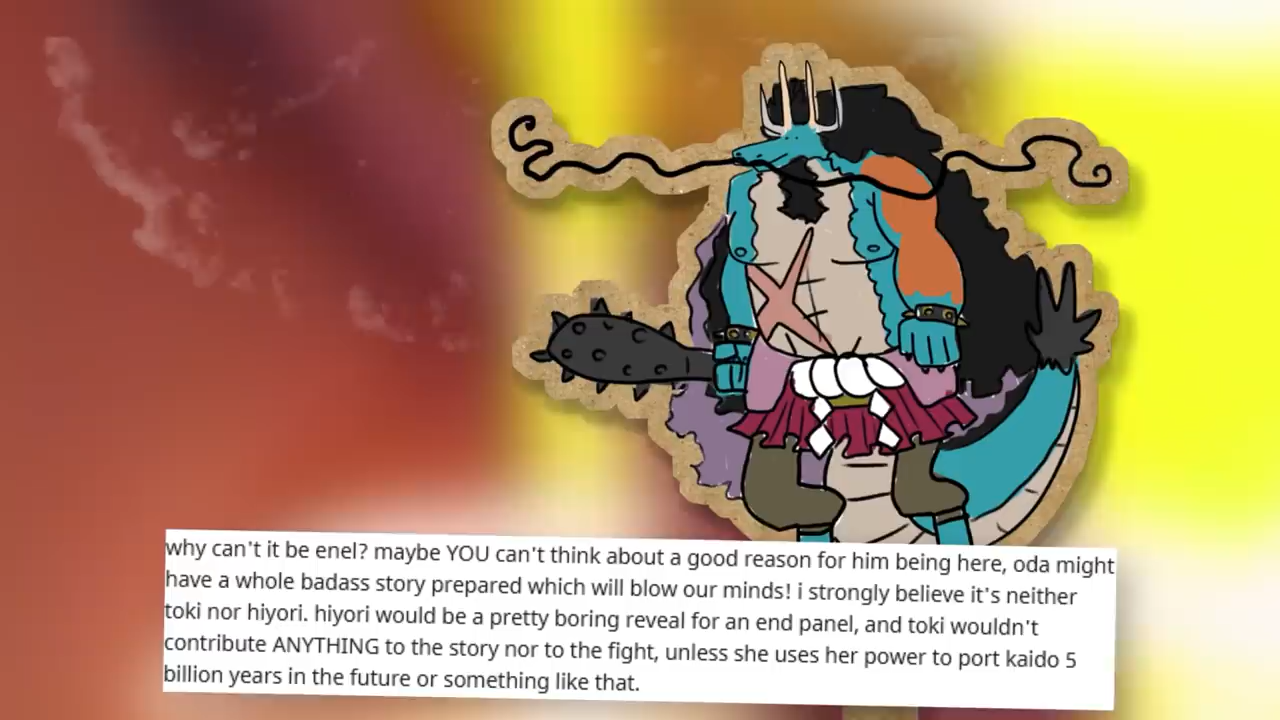 why can't it be enel? maybe YOU can't think about a good reason for him being here, oda might
have a whole badass story prepared which will blow our minds! i strongly believe it's neither
toki nor hiyori. hiyori would be a pretty boring reveal for an end panel, and toki wouldn't
contribute ANYTHING to the story nor to the fight, unless she uses her power to port kaido 5
billion years in the future or something like that.